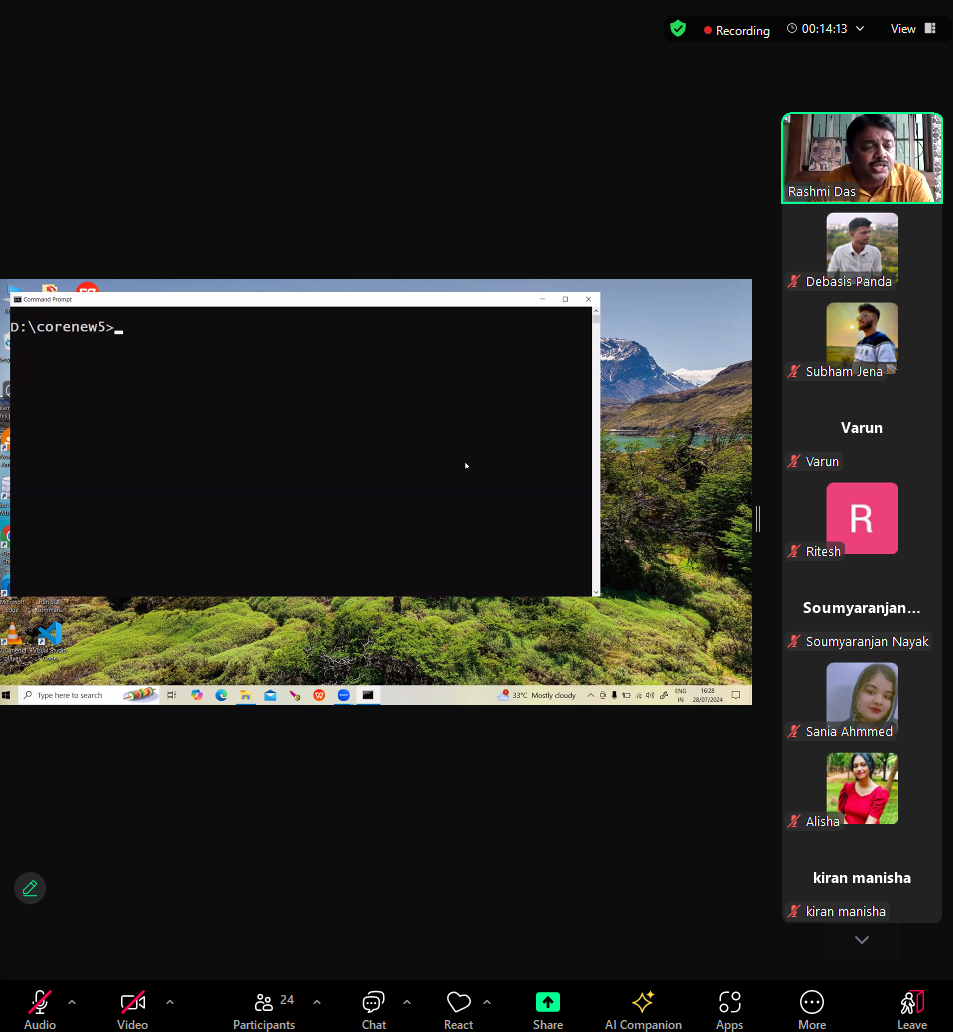 Recording
00:14:13
View
Rashmi Das
Debasis Panda
Subham Jena
Varun
Varun
R
Ritesh
Soumyaranjan...
Soumyaranjan Nayak
Sania Ahmmed
Alisha
kiran manisha
kiran manisha
Command Prompt
D:\corenew5>
Type here to search
33°C Mostly cloudy
ENG
IN
16:28
28/07/2024
Audio
Video
Participants
24
Chat
React
Share
AI Companion
Apps
More
Leave